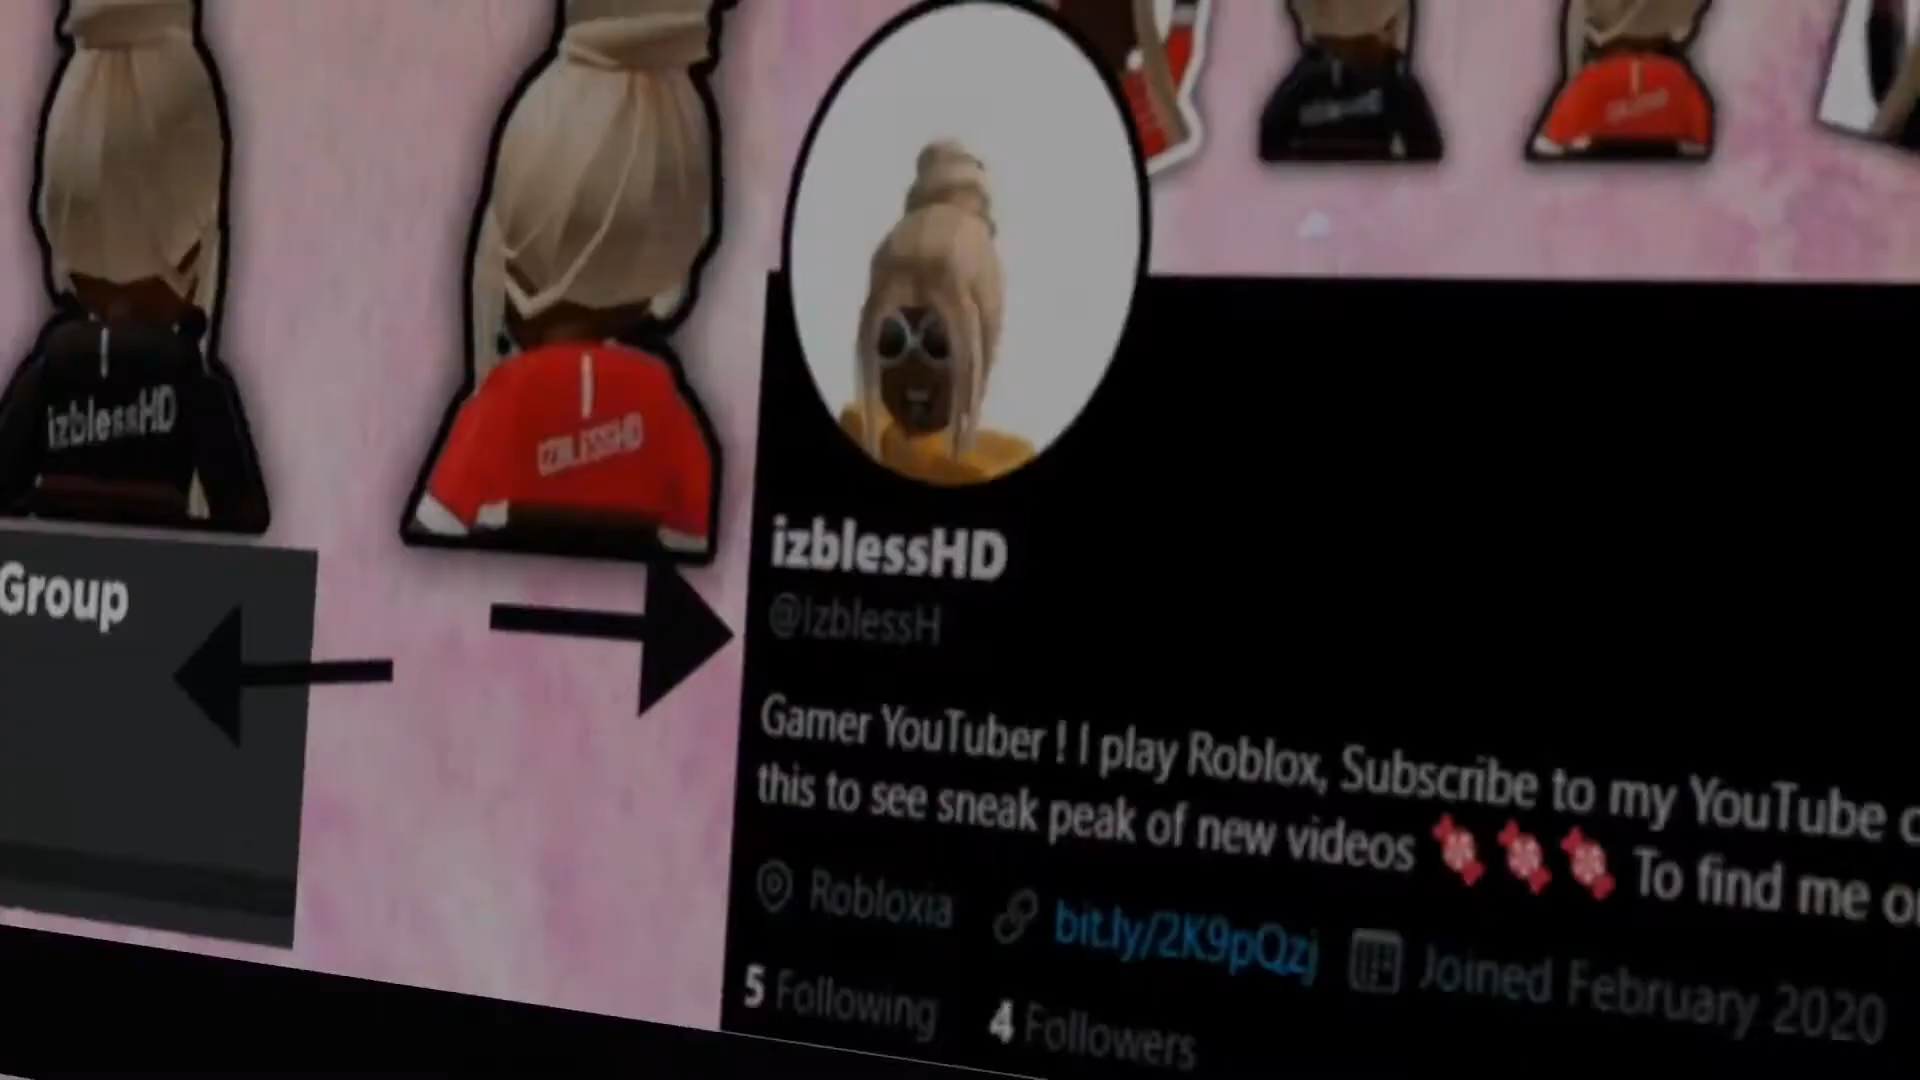 izblessHD
IZBLESSHD
Group
izblessHD
@IzblessH
Gamer YouTuber ! I play Roblox, Subscribe to my YouTube
this to see sneak peak of new videos 🍬🍬🍬 To find me
Robloxia bit.ly/2K9pQzj Joined February 2020
5 Following 4 Followers